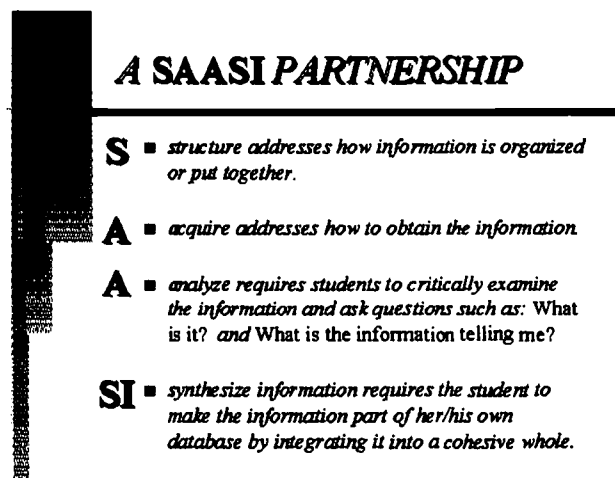 A SAASI PARTNERSHIP
S ■ structure addresses how information is organized
or put together.
A ■ acquire addresses how to obtain the information.
A ■ analyze requires students to critically examine
the information and ask questions such as: What
is it? and What is the information telling me?
SI ■ synthesize information requires the student to
make the information part of her/his own
database by integrating it into a cohesive whole.